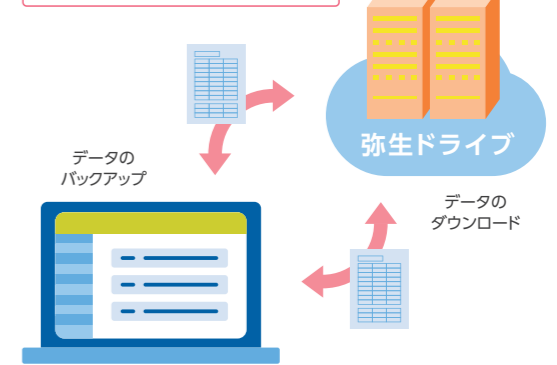 弥生ドライブ
データの
バックアップ
データの
ダウンロード